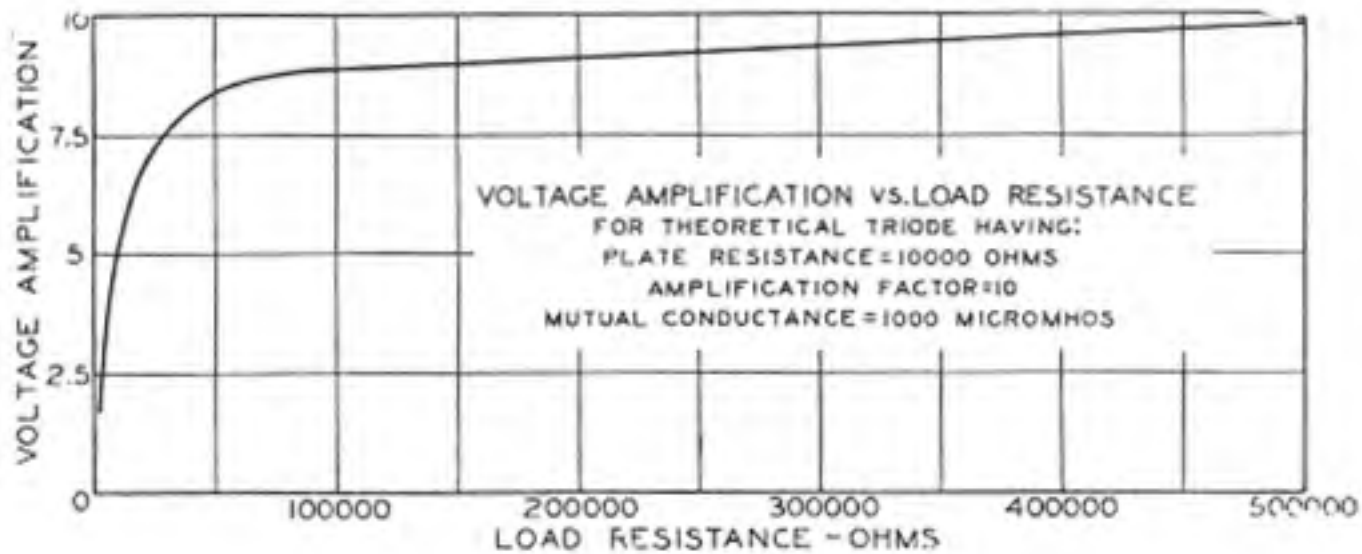 VOLTAGE AMPLIFICATION
10
7.5
5
2.5
0
VOLTAGE AMPLIFICATION VS. LOAD RESISTANCE
FOR THEORETICAL TRIODE HAVING:
PLATE RESISTANCE=10000 OHMS
AMPLIFICATION FACTOR=10
MUTUAL CONDUCTANCE=1000 MICROMHOS
100000 200000 300000 400000 500000
LOAD RESISTANCE-OHMS